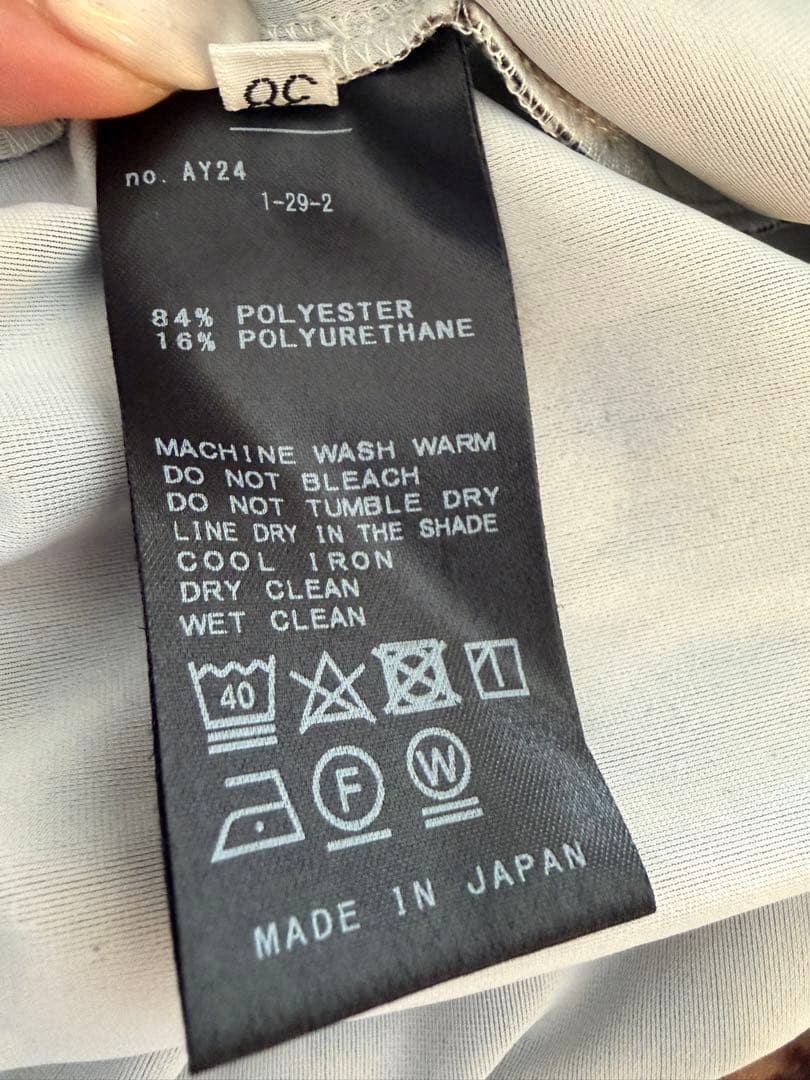 QC
no. AY24
1-29-2
84% POLYESTER
16% POLYURETHANE
MACHINE WASH WARM
DO NOT BLEACH
DO NOT TUMBLE DRY
LINE DRY IN THE SHADE
COOL IRON
DRY CLEAN
WET CLEAN
40
F W
MADE IN JAPAN